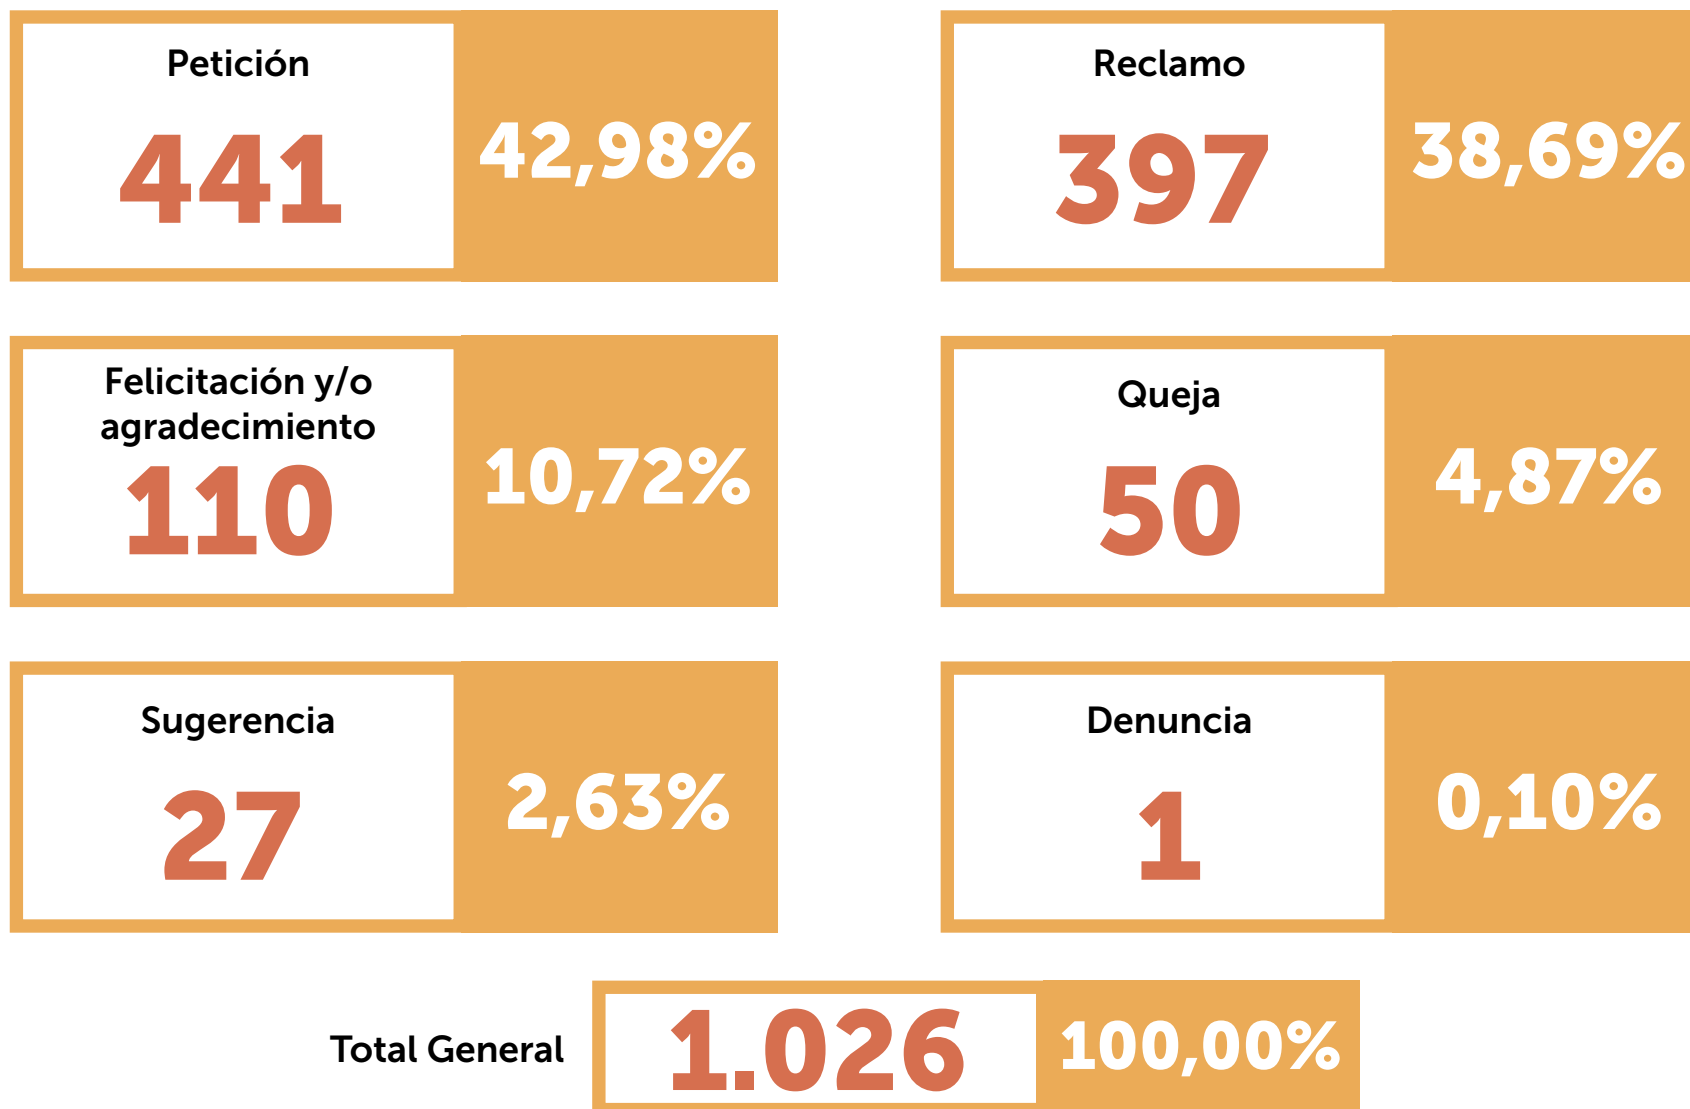 Petición
441
42,98%
Reclamo
397
38,69%
Felicitación y/o
agradecimiento
110
10,72%
Queja
50
4,87%
Sugerencia
27
2,63%
Denuncia
1
0,10%
Total General
1.026
100,00%